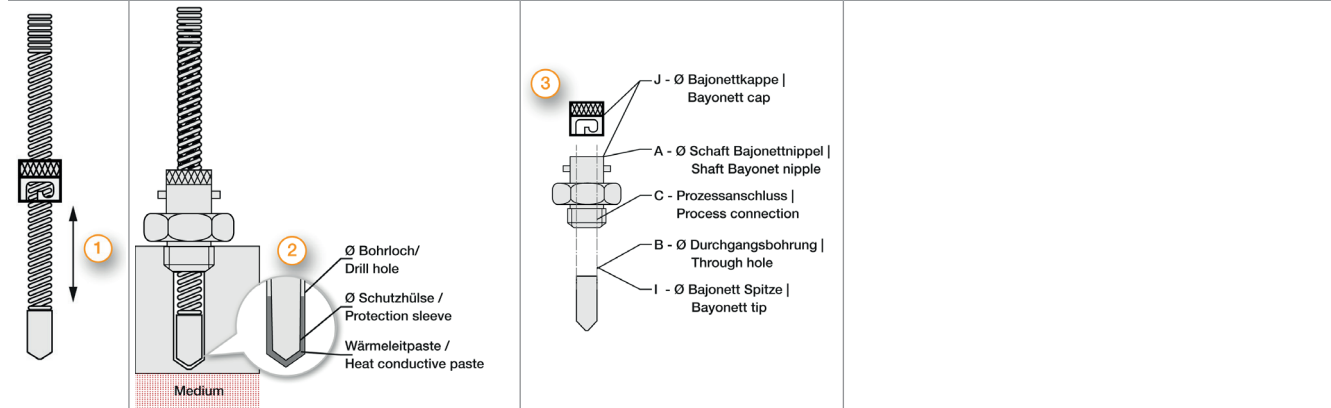 1
2
Ø Bohrloch/
Drill hole
Ø Schutzhülse /
Protection sleeve
Wärmeleitpaste /
Heat conductive paste
Medium
3
J - Ø Bajonettkappe |
Bayonett cap
A - Ø Schaft Bajonettnippel |
Shaft Bayonet nipple
C - Prozessanschluss |
Process connection
B - Ø Durchgangsbohrung |
Through hole
I - Ø Bajonett Spitze |
Bayonett tip